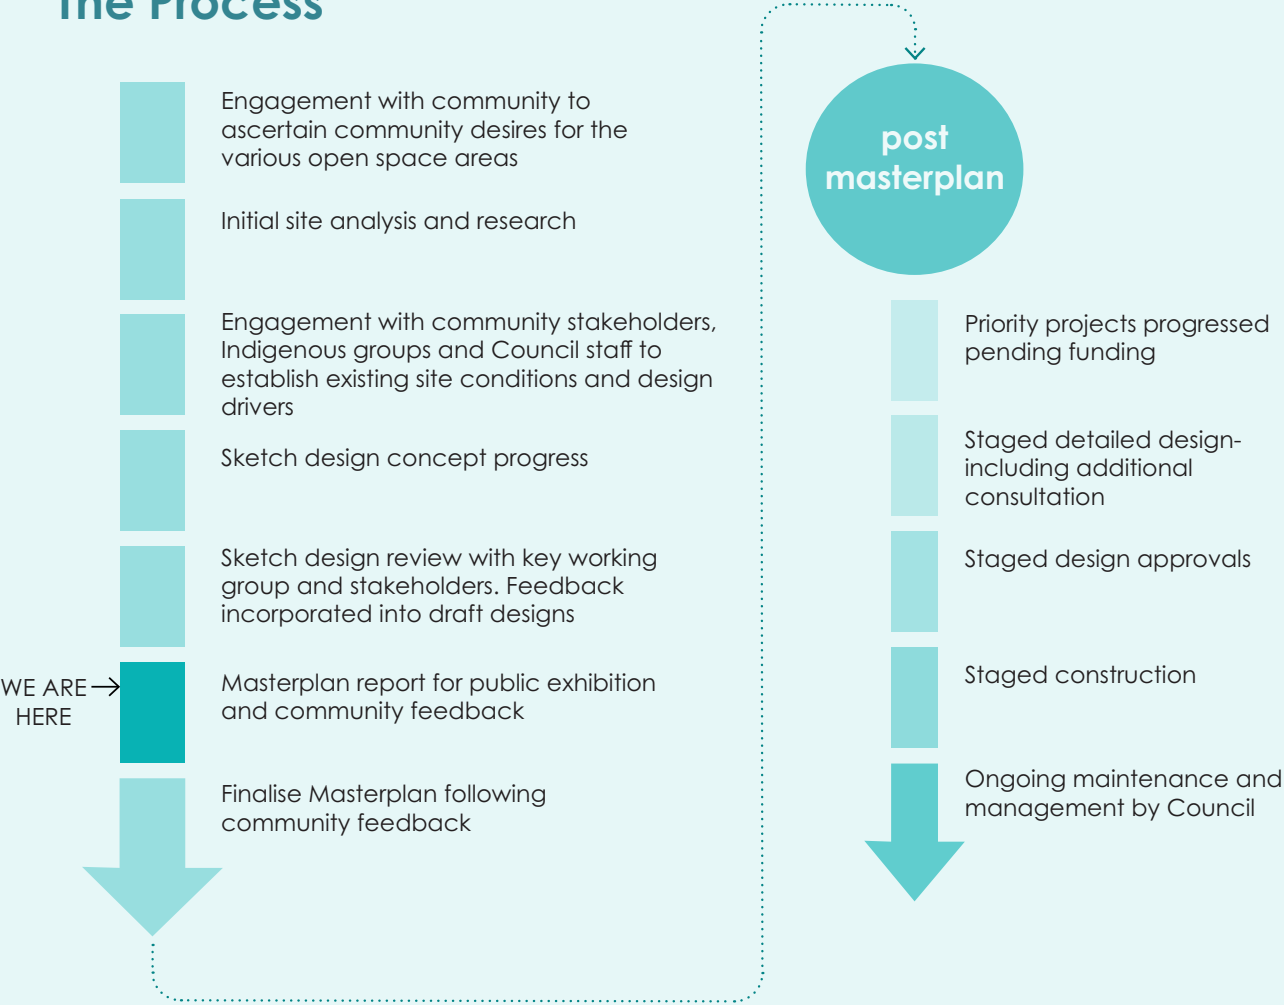 the Process
Engagement with community to
ascertain community desires for the
various open space areas
Initial site analysis and research
Engagement with community stakeholders,
Indigenous groups and Council staff to
establish existing site conditions and design
drivers
Sketch design concept progress
Sketch design review with key working
group and stakeholders. Feedback
incorporated into draft designs
WE ARE
HERE
Masterplan report for public exhibition
and community feedback
Finalise Masterplan following
community feedback
post
masterplan
Priority projects progressed
pending funding
Staged detailed design-
including additional
consultation
Staged design approvals
Staged construction
Ongoing maintenance and
management by Council